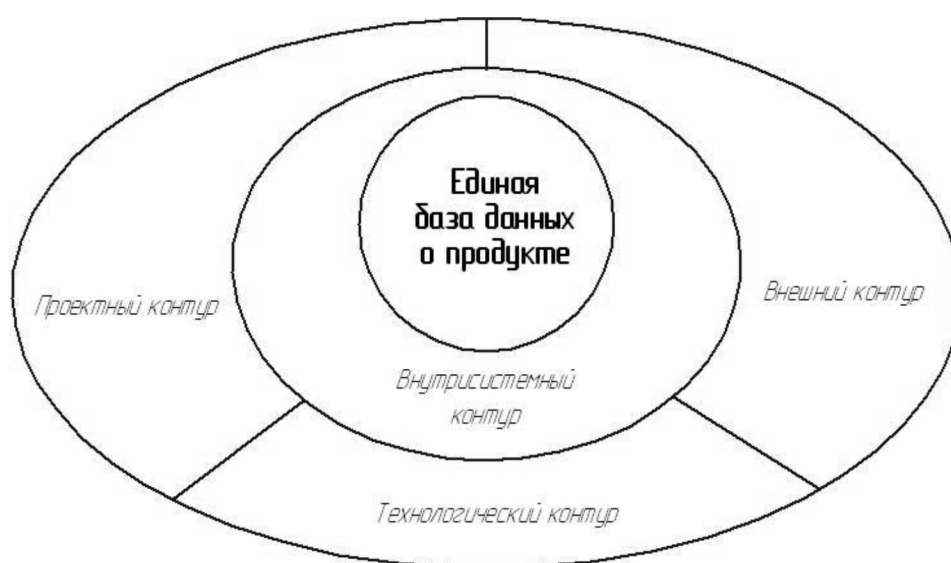 Единая
база данных
о продукте
Проектный контур
Внешний контур
Внутрисистемный
контур
Технологический контур